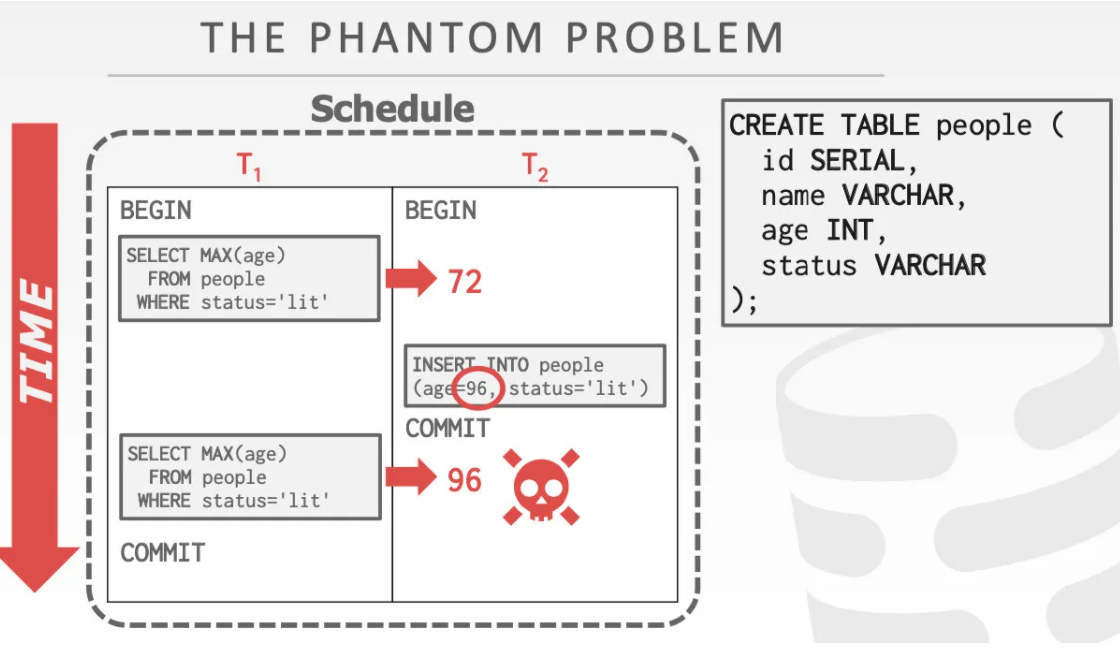 THE PHANTOM PROBLEM
Schedule
TIME
T1
T2
BEGIN
BEGIN
SELECT MAX(age)
FROM people
WHERE status='lit'
72
INSERT INTO people
(age=96, status='lit')
COMMIT
SELECT MAX(age)
FROM people
WHERE status='lit'
96
COMMIT
CREATE TABLE people (
id SERIAL,
name VARCHAR,
age INT,
status VARCHAR
);